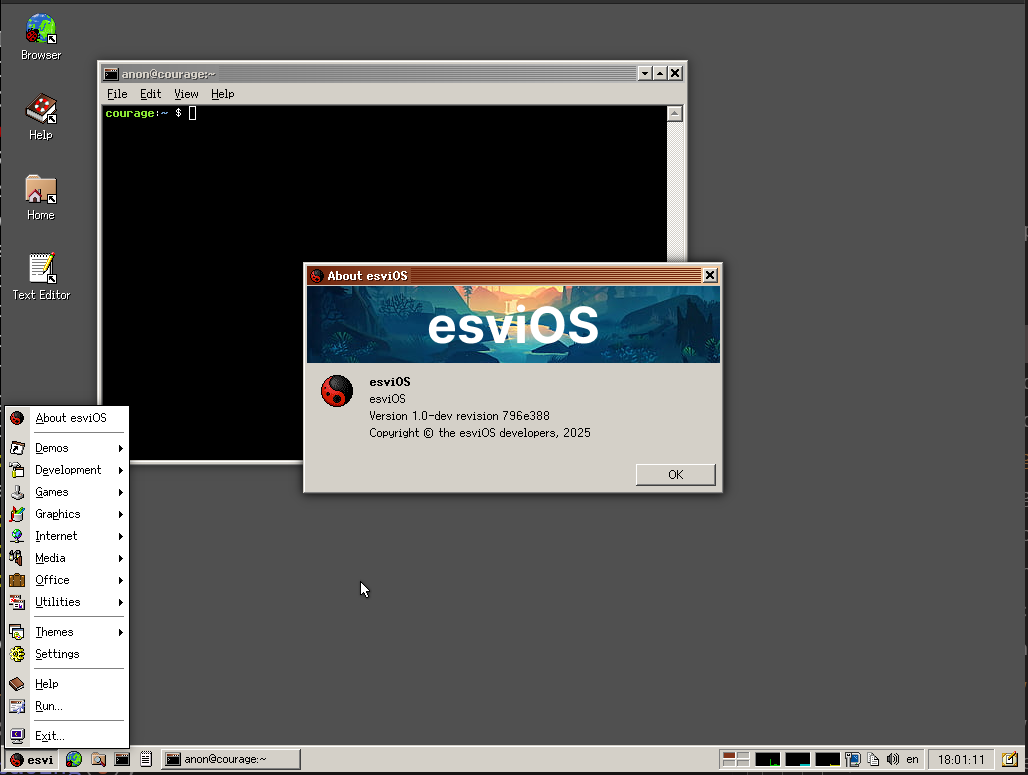 Browser
Help
Home
Text Editor
anon@courage:~
File Edit View Help
courage:~ $
About esviOS
esviOS
esviOS
esviOS
Version 1.0-dev revision 796e388
Copyright © the esviOS developers, 2025
OK
About esviOS
Demos
Development
Games
Graphics
Internet
Media
Office
Utilities
Themes
Settings
Help
Run...
Exit...
esvi
anon@courage:~
en
18:01:11